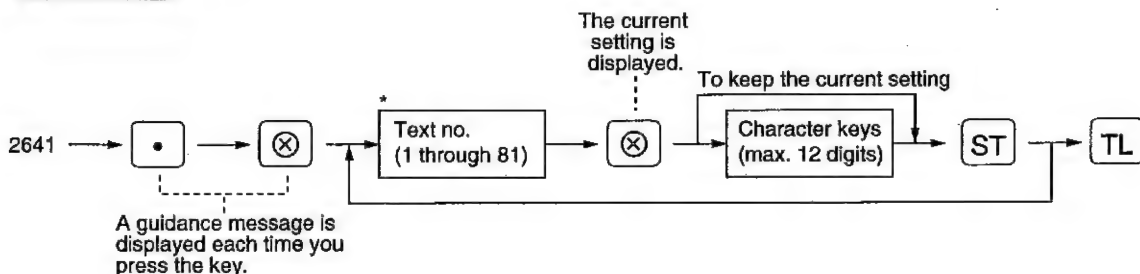 The current
setting is
displayed.
To keep the current setting
*
2641
•
⊗
Text no.
(1 through 81)
⊗
Character keys
(max. 12 digits)
ST
TL
A guidance message is
displayed each time you
press the key.